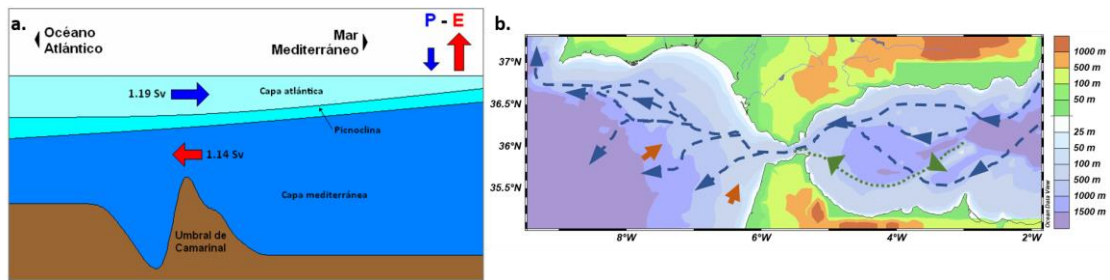 a.
Océano
Atlántico
Mar
Mediterráneo
P - E
1.19 Sv
Capa atlántica
Picnoclina
1.14 Sv
Capa mediterránea
Umbral de
Camarinal
b.
37°N
36.5°N
36°N
35.5°N
8°W
6°W
4°W
2°W
Ocean Data View
1000 m
500 m
100 m
50 m
25 m
50 m
100 m
500 m
1000 m
1500 m